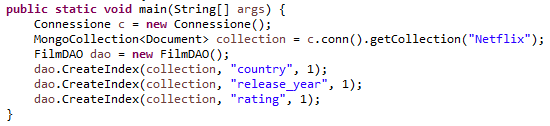 public static void main(String[] args) {
Connessione c = new Connessione();
MongoCollection<Document> collection = c.conn().getCollection("Netflix");
FilmDAO dao = new FilmDAO();
dao.CreateIndex(collection, "country", 1);
dao.CreateIndex(collection, "release_year", 1);
dao.CreateIndex(collection, "rating", 1);
}